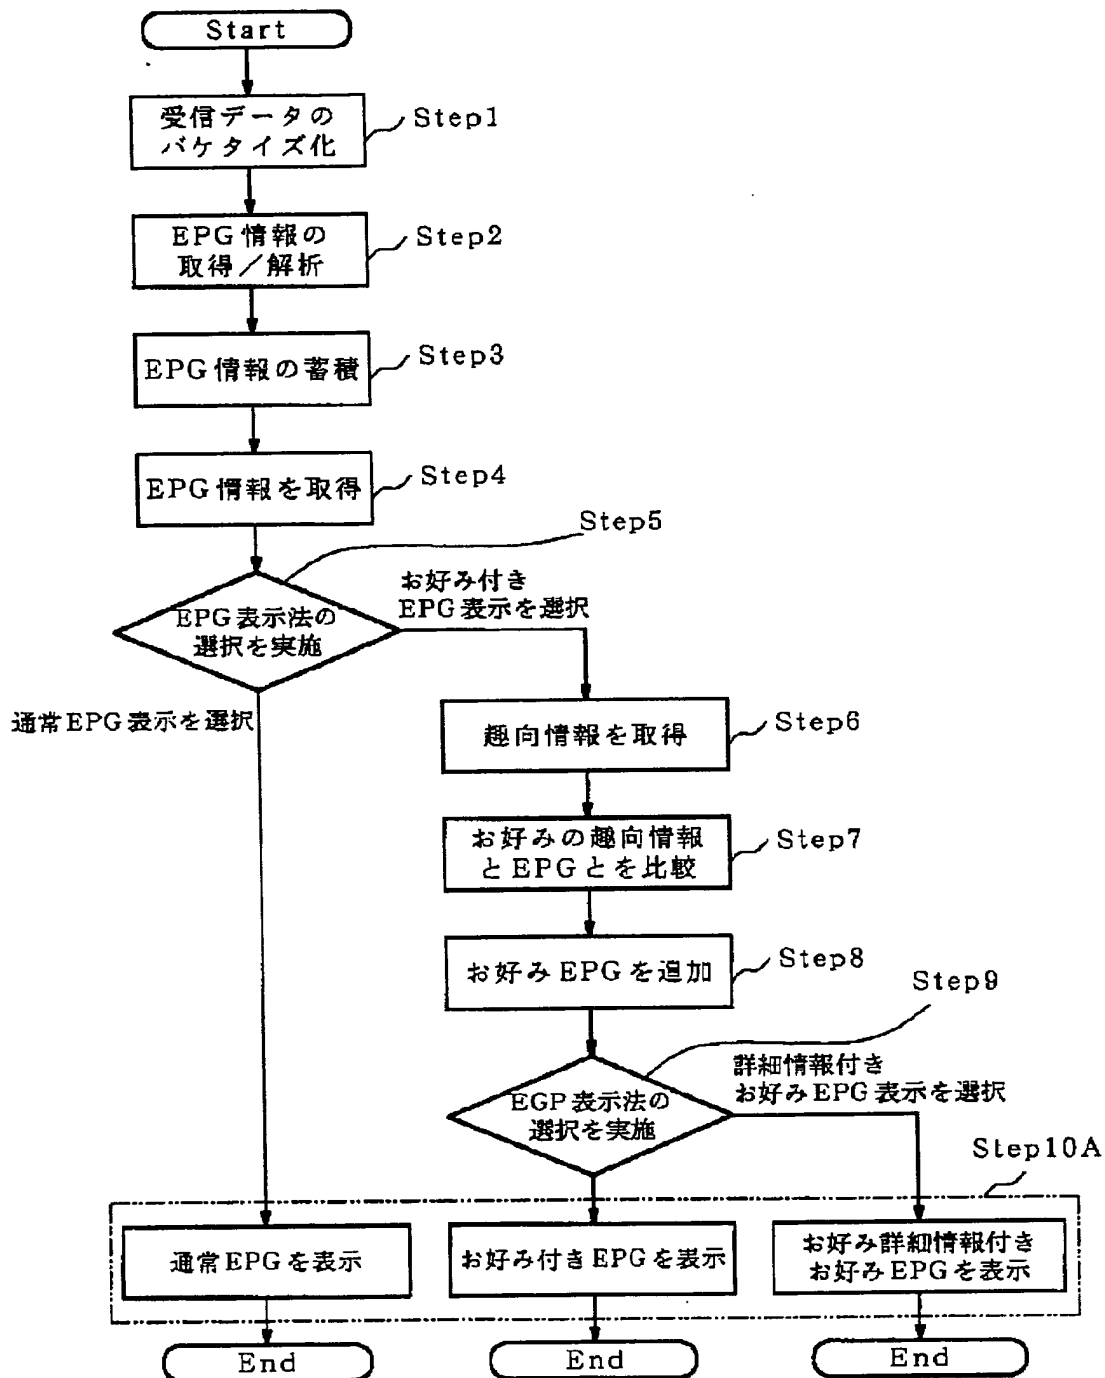 Start
受信データの
パケタイズ化
Step1
EPG情報の
取得／解析
Step2
EPG情報の蓄積
Step3
EPG情報を取得
Step4
Step5
EPG表示法の
選択を実施
お好み付き
EPG表示を選択
通常EPG表示を選択
趣向情報を取得
Step6
お好みの趣向情報
とEPGとを比較
Step7
お好みEPGを追加
Step8
Step9
EGP表示法の
選択を実施
詳細情報付き
お好みEPG表示を選択
Step10A
通常EPGを表示
お好み付きEPGを表示
お好み詳細情報付き
お好みEPGを表示
End
End
End